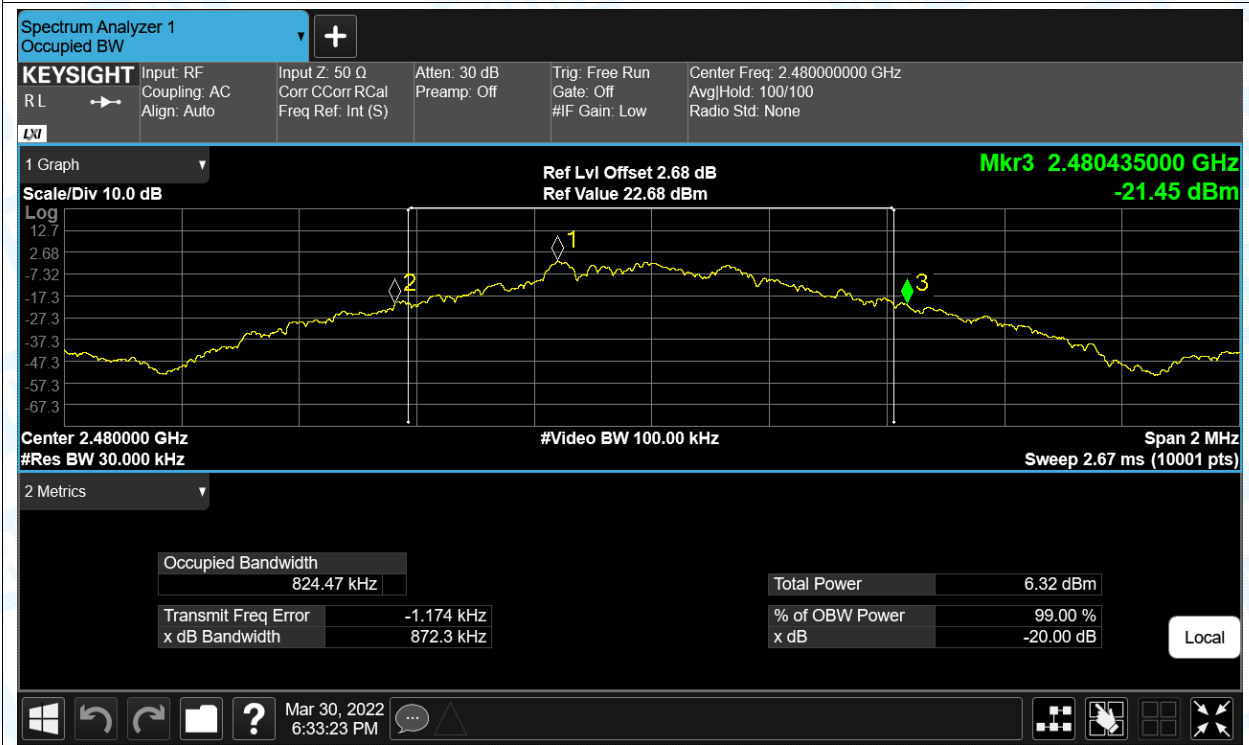 Spectrum Analyzer 1
Occupied BW
KEYSIGHT
R L
LXI
Input: RF
Coupling: AC
Align: Auto
Input Z: 50 Ω
Corr CCorr RCal
Freq Ref: Int (S)
Atten: 30 dB
Preamp: Off
Trig: Free Run
Gate: Off
#IF Gain: Low
Center Freq: 2.480000000 GHz
Avg|Hold: 100/100
Radio Std: None
1 Graph
Scale/Div 10.0 dB
Ref Lvl Offset 2.68 dB
Ref Value 22.68 dBm
Mkr3 2.480435000 GHz
-21.45 dBm
Log
12.7
2.68
-7.32
-17.3
-27.3
-37.3
-47.3
-57.3
-67.3
1
2
3
Center 2.480000 GHz
#Video BW 100.00 kHz
Span 2 MHz
#Res BW 30.000 kHz
Sweep 2.67 ms (10001 pts)
2 Metrics
Occupied Bandwidth
824.47 kHz
Total Power 6.32 dBm
Transmit Freq Error -1.174 kHz
% of OBW Power 99.00 %
x dB Bandwidth 872.3 kHz
x dB -20.00 dB
Local
?
Mar 30, 2022
6:33:23 PM